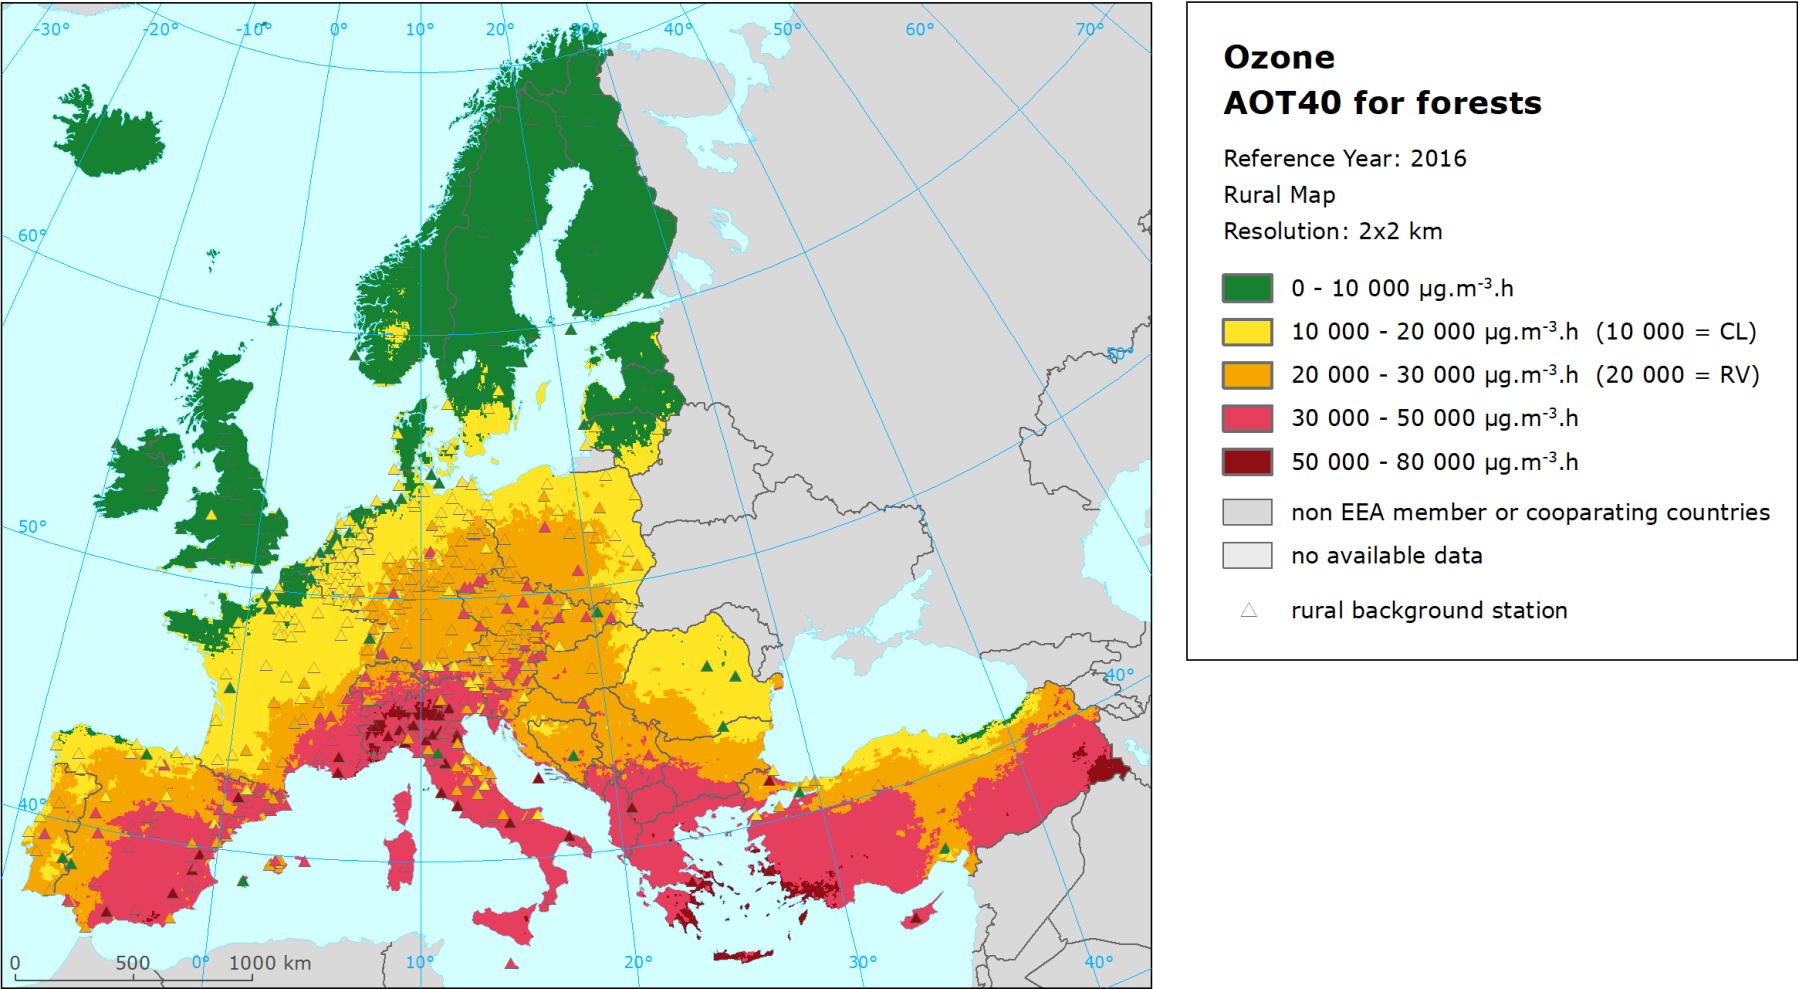 -30° -20° -10° 0° 10° 20° 30° 40° 50° 60° 70°
60°
50°
50°
40°
40°
0 500 0° 1000 km 10° 20° 30° 40°
Ozone
AOT40 for forests
Reference Year: 2016
Rural Map
Resolution: 2x2 km
0 - 10 000 µg.m⁻³.h
10 000 - 20 000 µg.m⁻³.h (10 000 = CL)
20 000 - 30 000 µg.m⁻³.h (20 000 = RV)
30 000 - 50 000 µg.m⁻³.h
50 000 - 80 000 µg.m⁻³.h
non EEA member or cooparating countries
no available data
rural background station